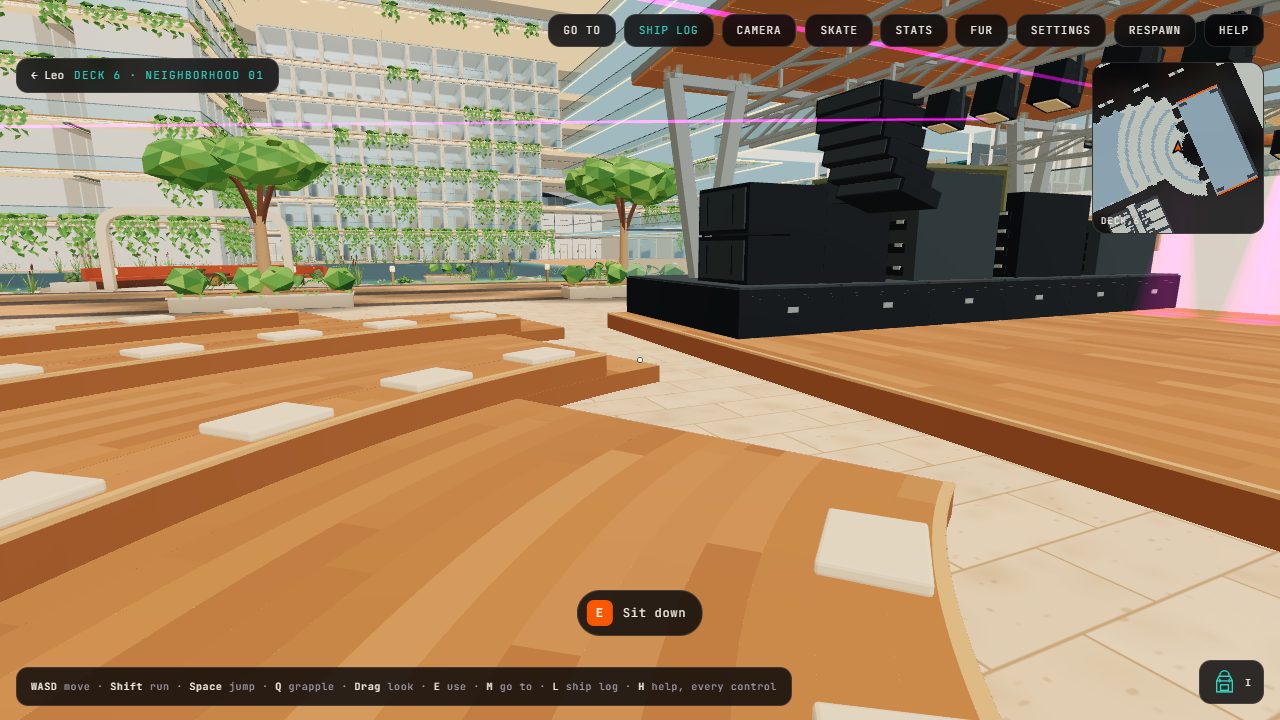 GO TO
SHIP LOG
CAMERA
SKATE
STATS
FUR
SETTINGS
RESPAWN
HELP
← Leo DECK 6 · NEIGHBORHOOD 01
E Sit down
WASD move · Shift run · Space jump · Q grapple · Drag look · E use · M go to · L ship log · H help, every control
I